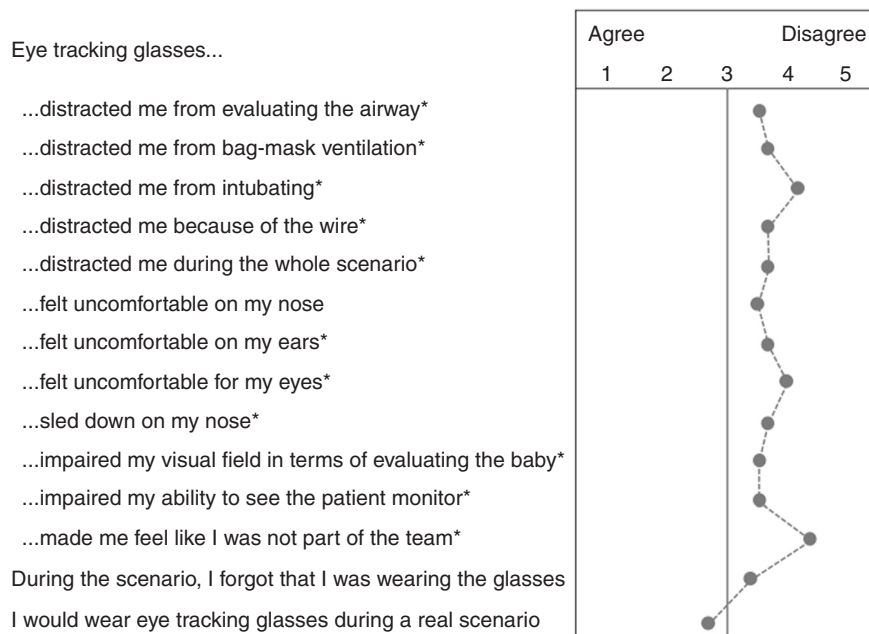 Agree Disagree
Eye tracking glasses...
1 2 3 4 5
...distracted me from evaluating the airway*
...distracted me from bag-mask ventilation*
...distracted me from intubating*
...distracted me because of the wire*
...distracted me during the whole scenario*
...felt uncomfortable on my nose
...felt uncomfortable on my ears*
...felt uncomfortable for my eyes*
...sled down on my nose*
...impaired my visual field in terms of evaluating the baby*
...impaired my ability to see the patient monitor*
...made me feel like I was not part of the team*
During the scenario, I forgot that I was wearing the glasses
I would wear eye tracking glasses during a real scenario